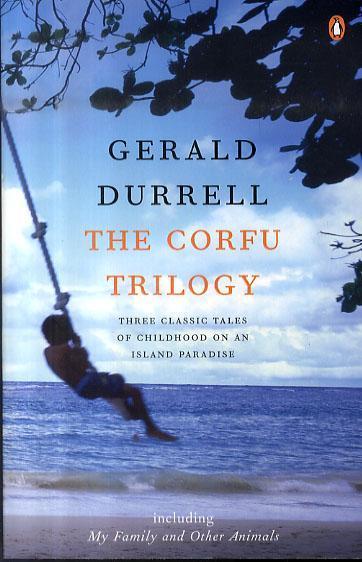 GERALD
DURRELL
THE CORFU
TRILOGY
THREE CLASSIC TALES
OF CHILDHOOD ON AN
ISLAND PARADISE
including
My Family and Other Animals